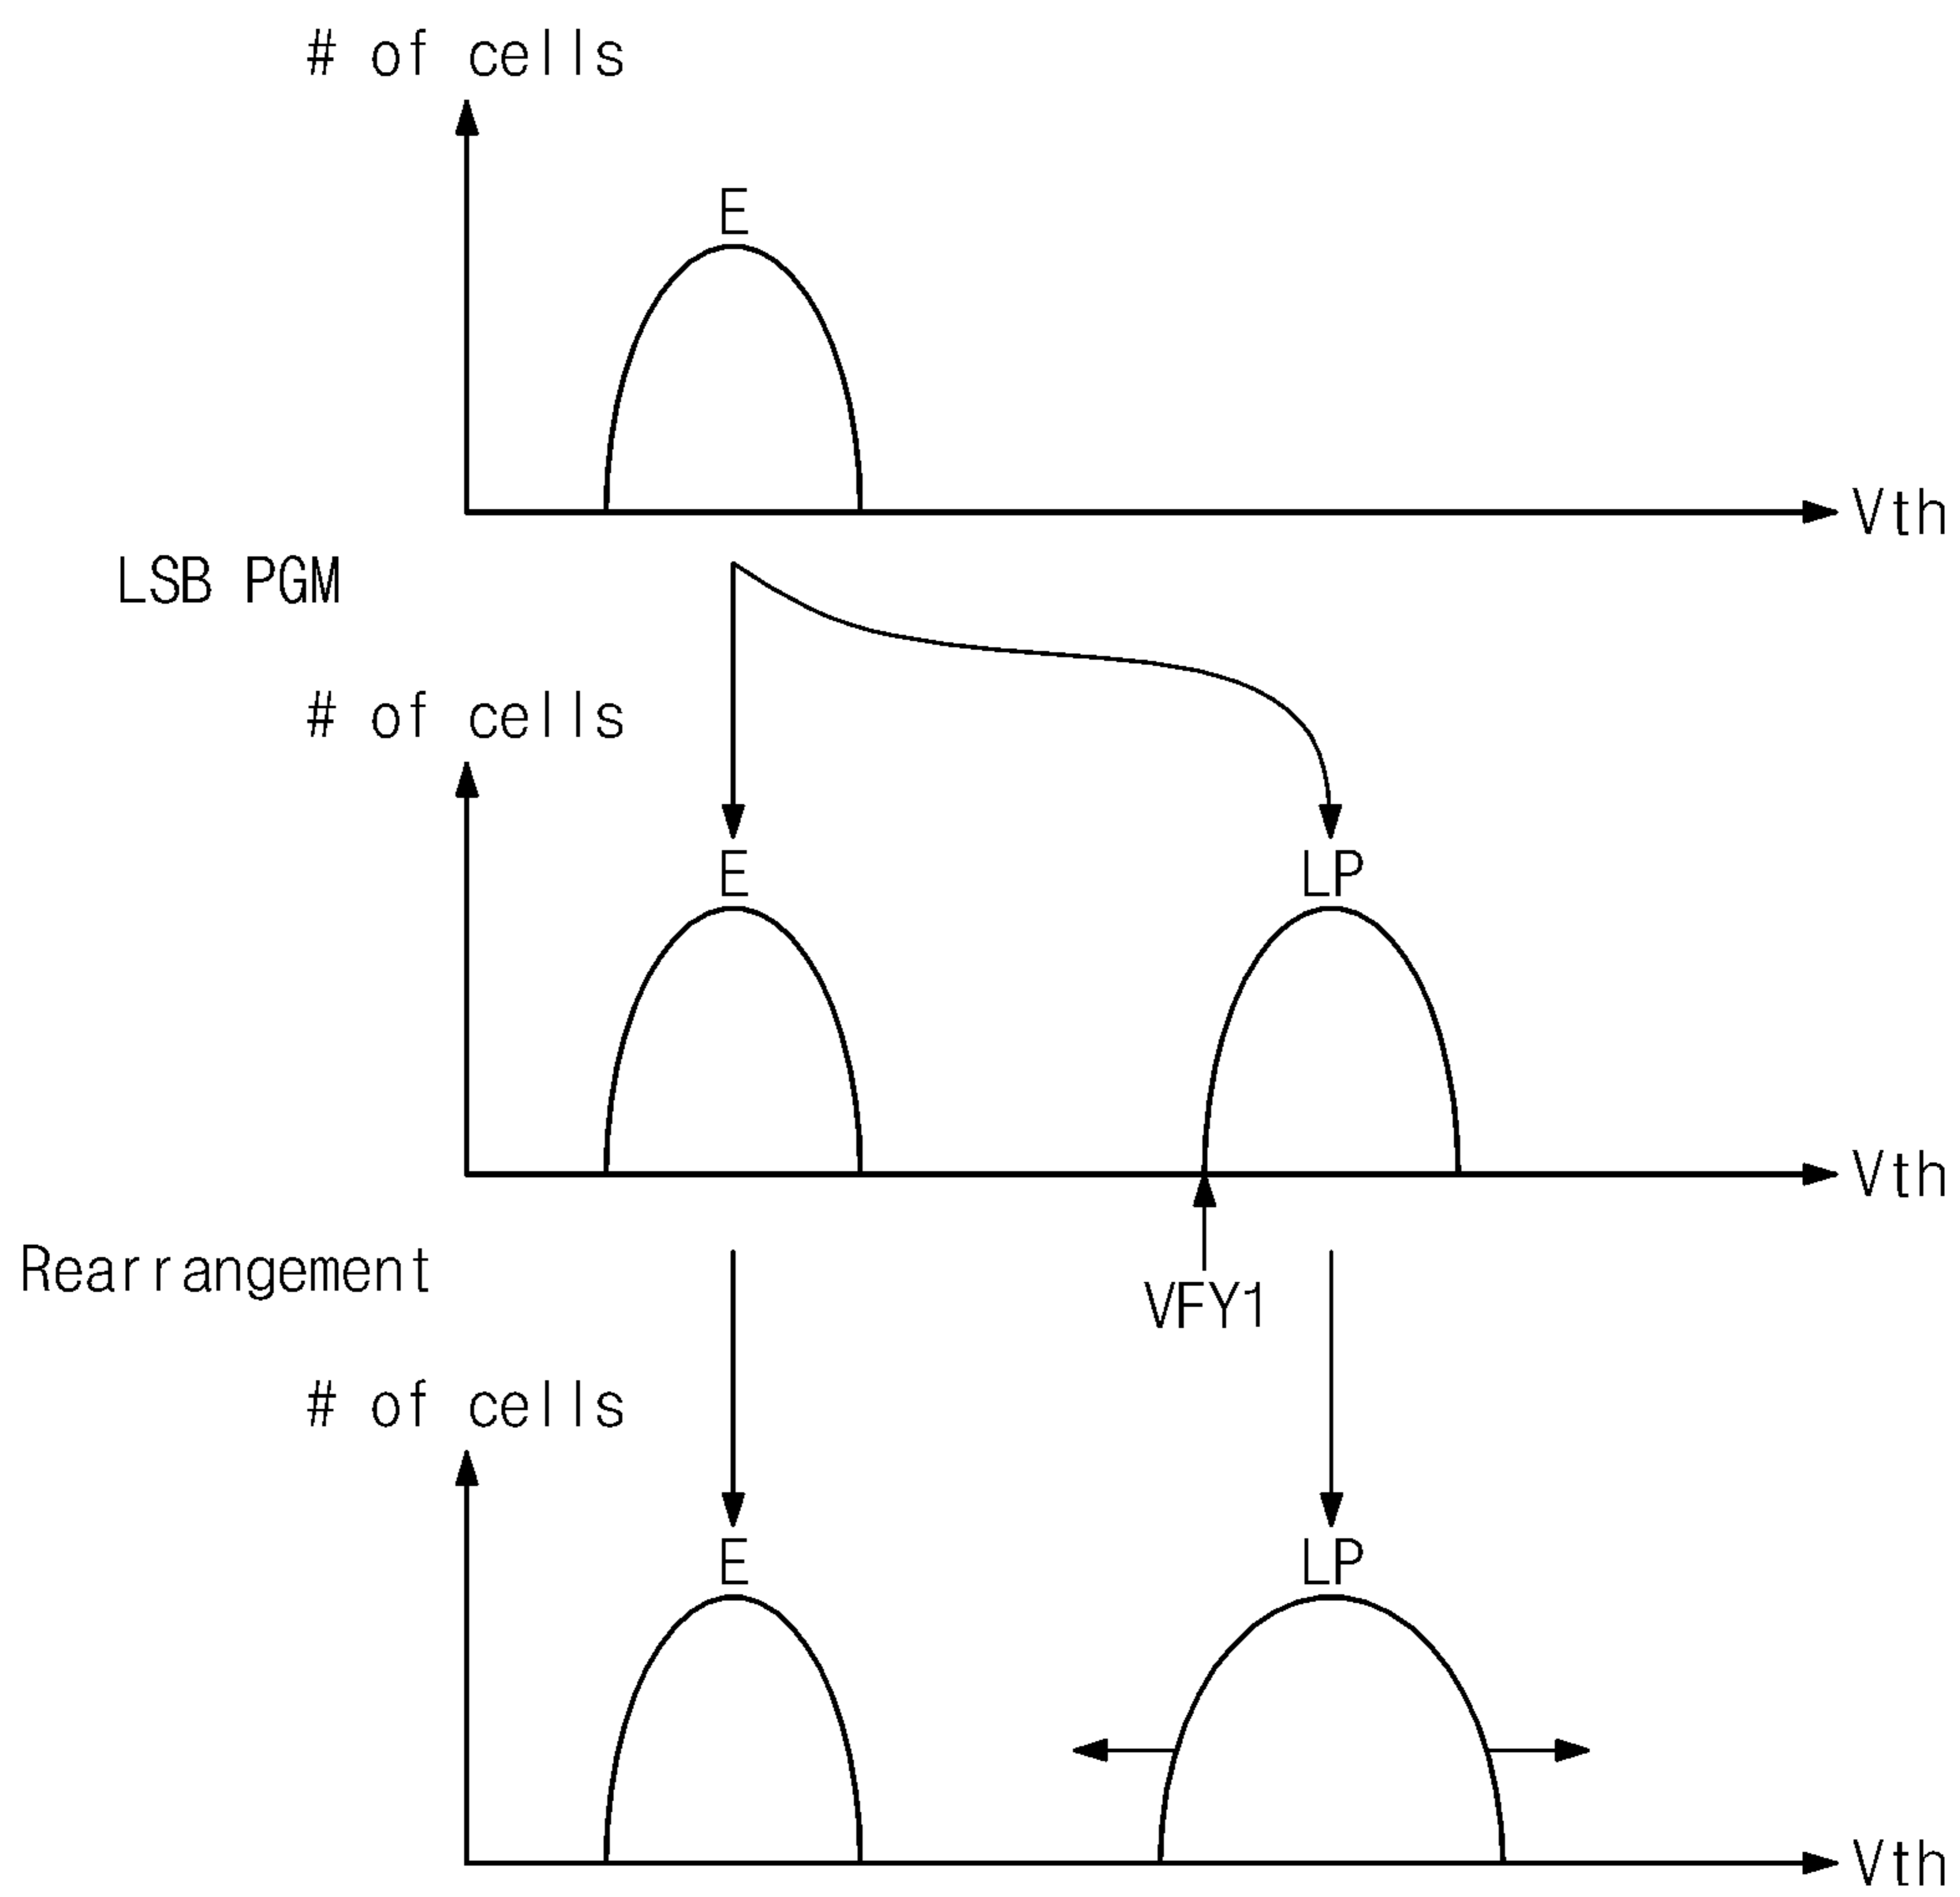 # of cells
E
Vth
LSB PGM
# of cells
E
LP
Vth
Rearrangement
VFY1
# of cells
E
LP
Vth